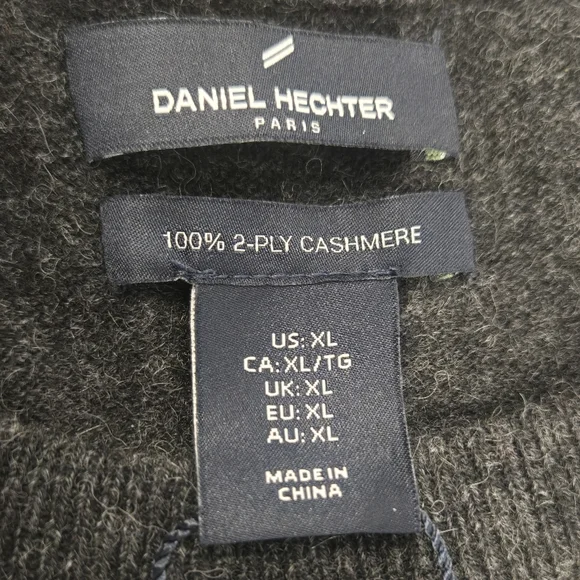 DANIEL HECHTER
PARIS
100% 2-PLY CASHMERE
US: XL
CA: XL/TG
UK: XL
EU: XL
AU: XL
MADE IN
CHINA